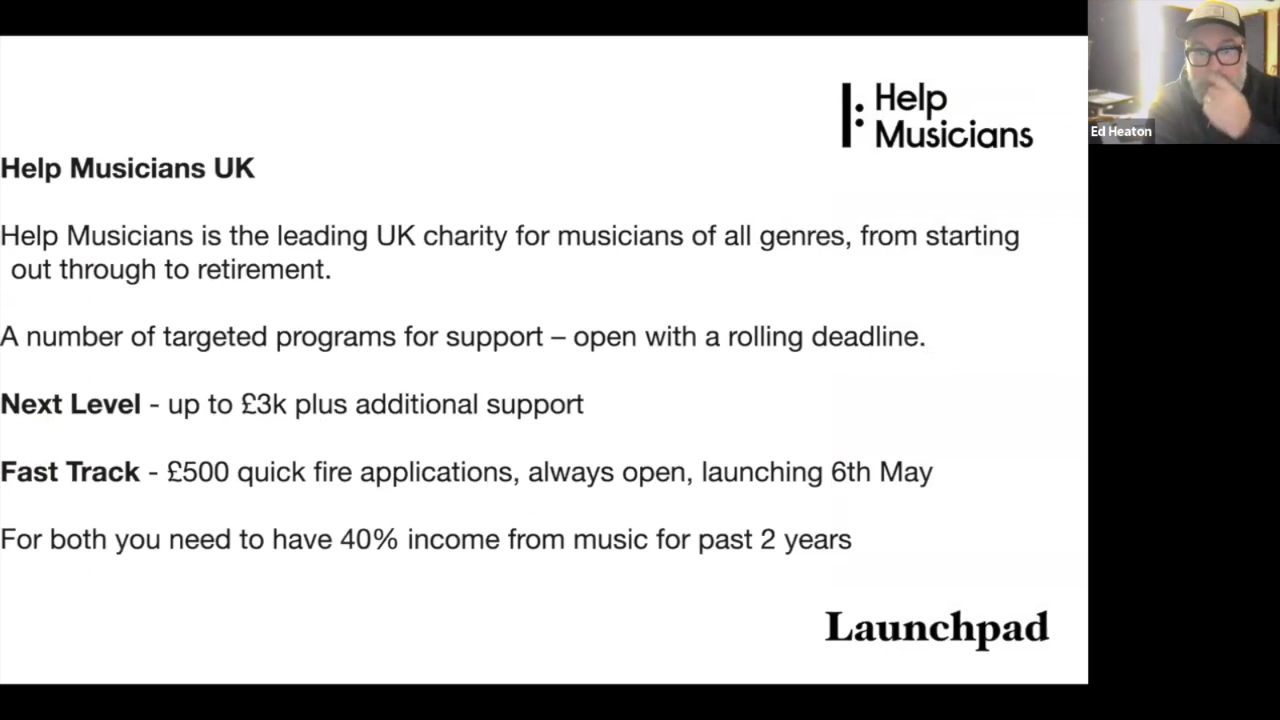 Help
Musicians
Ed Heaton
Help Musicians UK
Help Musicians is the leading UK charity for musicians of all genres, from starting
out through to retirement.
A number of targeted programs for support – open with a rolling deadline.
Next Level - up to £3k plus additional support
Fast Track - £500 quick fire applications, always open, launching 6th May
For both you need to have 40% income from music for past 2 years
Launchpad